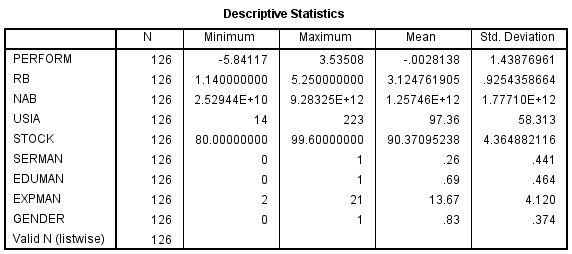 Descriptive Statistics
N Minimum Maximum Mean Std. Deviation
PERFORM 126 -5.84117 3.53508 -.0028138 1.43876961
RB 126 1.140000000 5.250000000 3.124761905 .9254358664
NAB 126 2.52944E+10 9.28325E+12 1.25746E+12 1.77710E+12
USIA 126 14 223 97.36 58.313
STOCK 126 80.00000000 99.60000000 90.37095238 4.364882116
SERMAN 126 0 1 .26 .441
EDUMAN 126 0 1 .69 .464
EXPMAN 126 2 21 13.67 4.120
GENDER 126 0 1 .83 .374
Valid N (listwise) 126